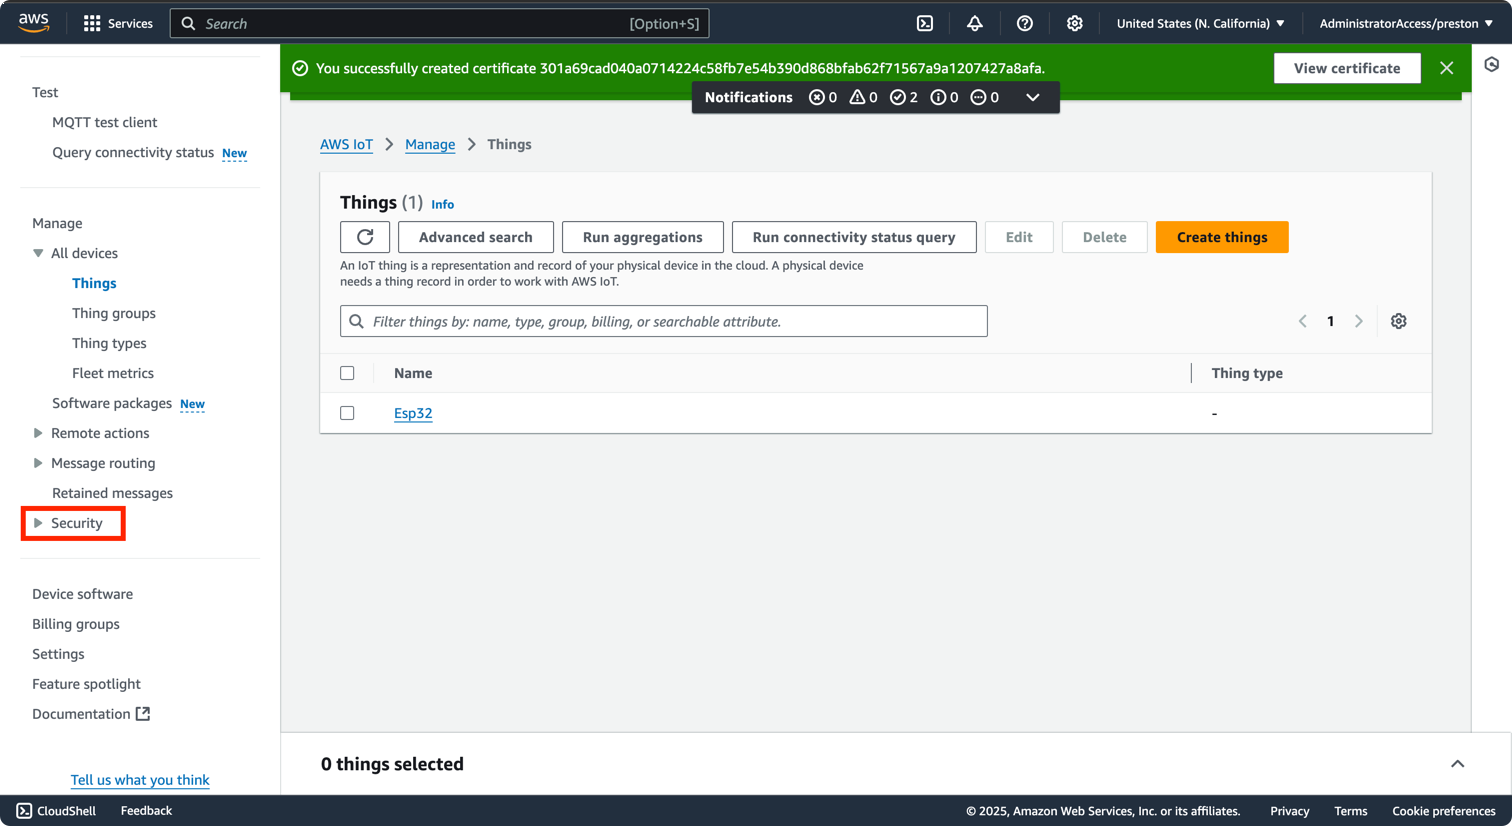 aws
Services
Search
[Option+S]
United States (N. California)
AdministratorAccess/preston
You successfully created certificate 301a69cad040a0714224c58fb7e54b390d868bfab62f71567a9a1207427a8afa.
View certificate
Notifications 0 0 2 0 0
Test
MQTT test client
Query connectivity status New
Manage
All devices
Things
Thing groups
Thing types
Fleet metrics
Software packages New
Remote actions
Message routing
Retained messages
Security
Device software
Billing groups
Settings
Feature spotlight
Documentation
Tell us what you think
AWS IoT > Manage > Things
Things (1) Info
Advanced search
Run aggregations
Run connectivity status query
Edit
Delete
Create things
An IoT thing is a representation and record of your physical device in the cloud. A physical device
needs a thing record in order to work with AWS IoT.
Filter things by: name, type, group, billing, or searchable attribute.
1
Name
Thing type
Esp32
-
0 things selected
CloudShell
Feedback
© 2025, Amazon Web Services, Inc. or its affiliates.
Privacy
Terms
Cookie preferences